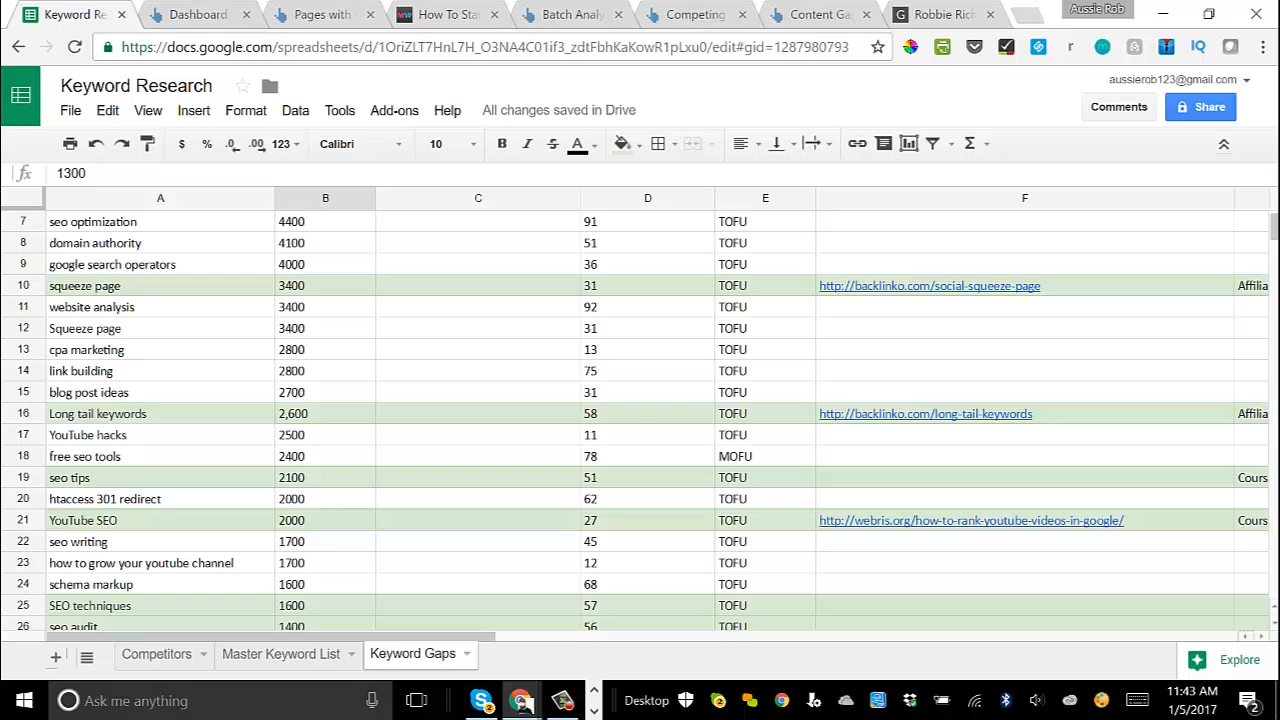 Keyword Re
Dashboard
Pages with
How To Star
Batch Analy
Competing
Content Ga
Robbie Rich
Aussie Rob
https://docs.google.com/spreadsheets/d/1OriZLT7HnL7H_O3NA4C01if3_zdtFbhKaKowR1pLxu0/edit#gid=1287980793
Keyword Research
aussierob123@gmail.com
File Edit View Insert Format Data Tools Add-ons Help All changes saved in Drive
Comments
Share
$ % .0 .00 123 Calibri 10 B I S A
fx 1300
A B C D E F
7 seo optimization 4400 91 TOFU
8 domain authority 4100 51 TOFU
9 google search operators 4000 36 TOFU
10 squeeze page 3400 31 TOFU http://backlinko.com/social-squeeze-page Affilia
11 website analysis 3400 92 TOFU
12 Squeeze page 3400 31 TOFU
13 cpa marketing 2800 13 TOFU
14 link building 2800 75 TOFU
15 blog post ideas 2700 31 TOFU
16 Long tail keywords 2,600 58 TOFU http://backlinko.com/long-tail-keywords Affilia
17 YouTube hacks 2500 11 TOFU
18 free seo tools 2400 78 MOFU
19 seo tips 2100 51 TOFU Cours
20 htaccess 301 redirect 2000 62 TOFU
21 YouTube SEO 2000 27 TOFU http://webris.org/how-to-rank-youtube-videos-in-google/ Cours
22 seo writing 1700 45 TOFU
23 how to grow your youtube channel 1700 12 TOFU
24 schema markup 1600 68 TOFU
25 SEO techniques 1600 57 TOFU
26 seo audit 1400 56 TOFU
Competitors
Master Keyword List
Keyword Gaps
Explore
Ask me anything
Desktop
11:43 AM
1/5/2017